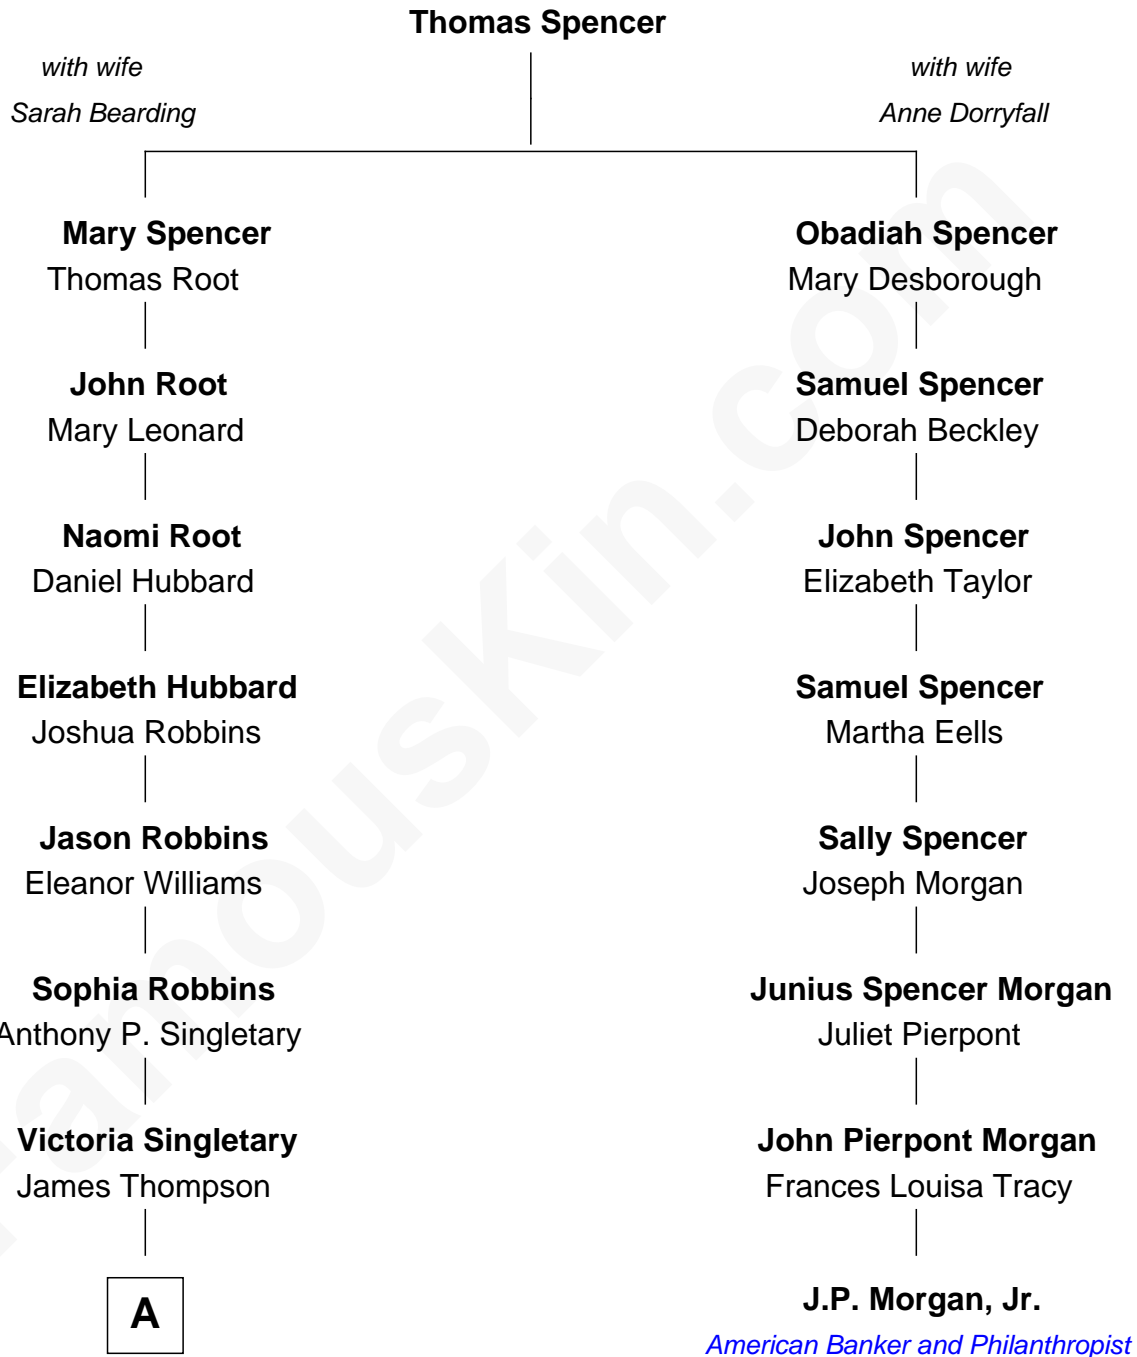 Thomas Spencer
with wife
Sarah Bearding
with wife
Anne Dorryfall
Mary Spencer
Thomas Root
Obadiah Spencer
Mary Desborough
John Root
Mary Leonard
Samuel Spencer
Deborah Beckley
Naomi Root
Daniel Hubbard
John Spencer
Elizabeth Taylor
Elizabeth Hubbard
Joshua Robbins
Samuel Spencer
Martha Eells
Jason Robbins
Eleanor Williams
Sally Spencer
Joseph Morgan
Sophia Robbins
Anthony P. Singletary
Junius Spencer Morgan
Juliet Pierpont
Victoria Singletary
James Thompson
John Pierpont Morgan
Frances Louisa Tracy
A
J.P. Morgan, Jr.
American Banker and Philanthropist
FamousKin.com